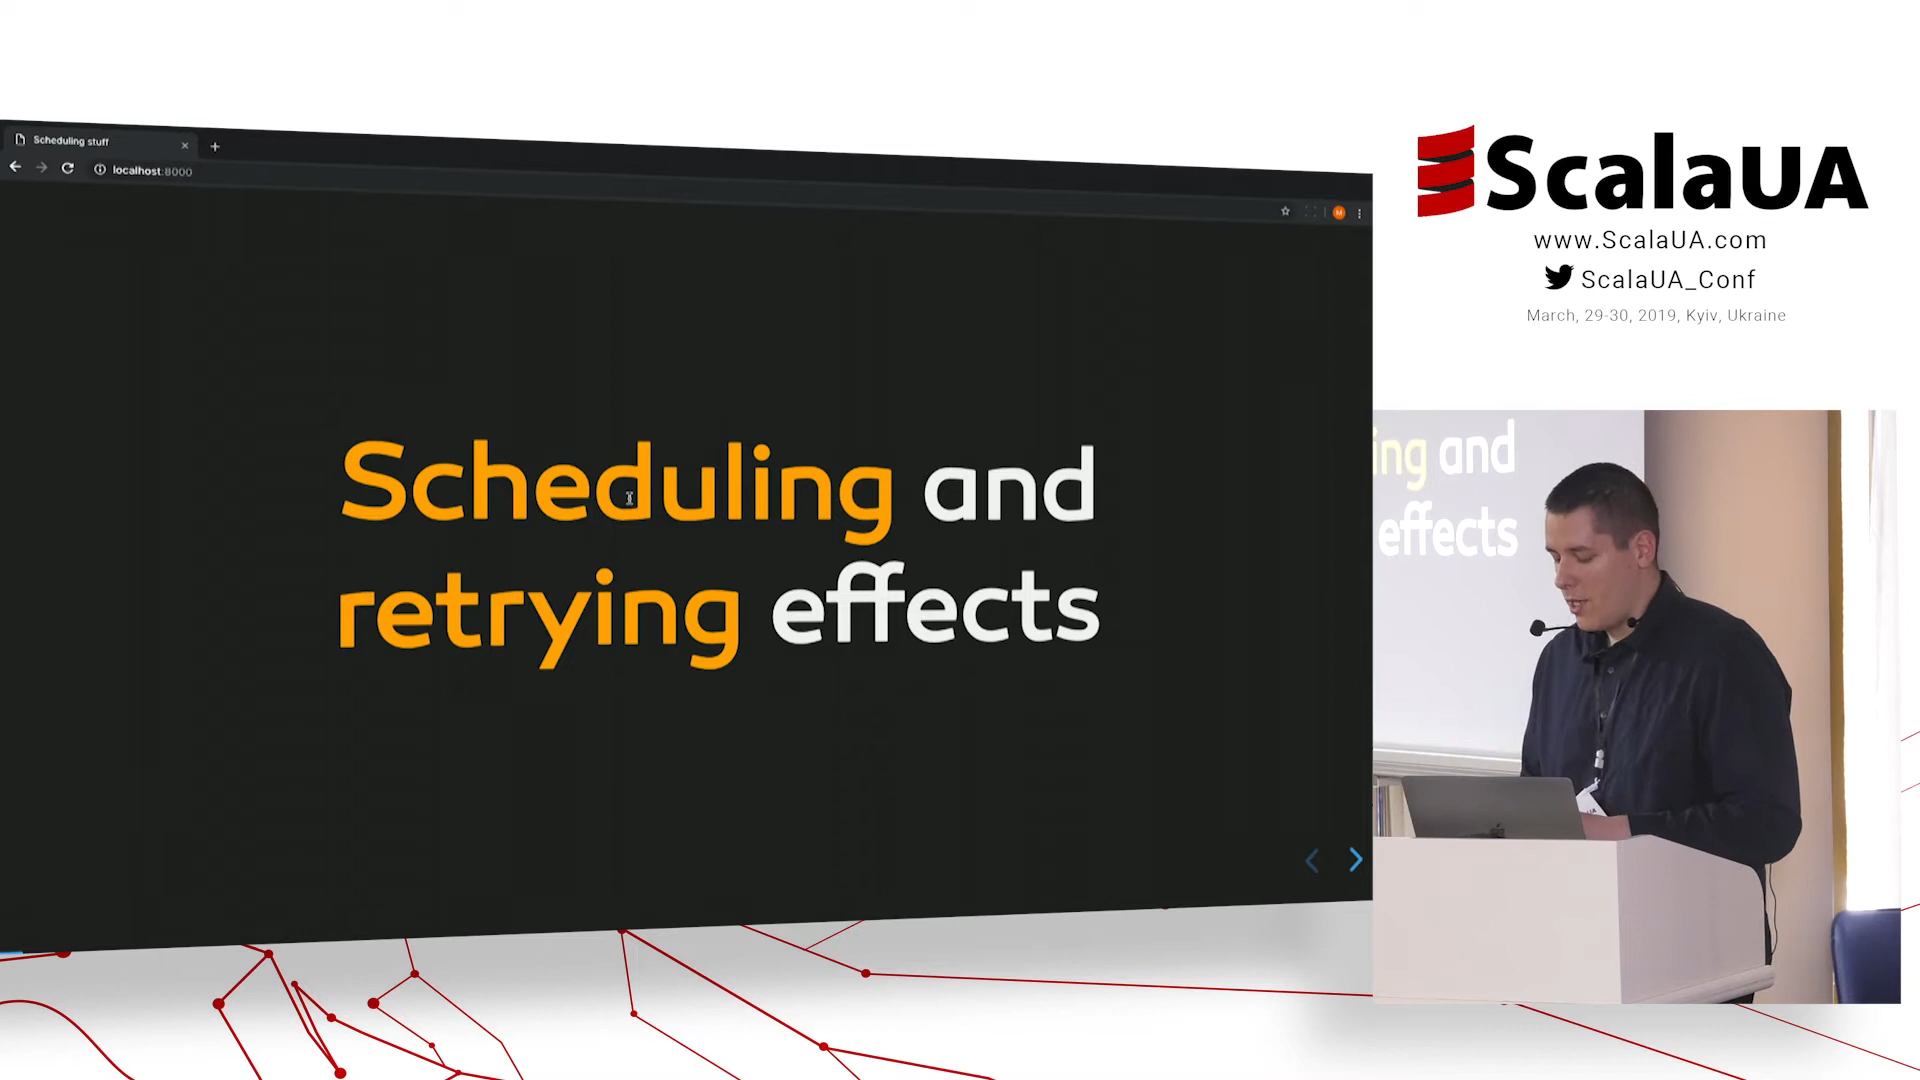 Scheduling stuff
localhost:8000
M
Scheduling and
retrying effects
ScalaUA
www.ScalaUA.com
ScalaUA_Conf
March, 29-30, 2019, Kyiv, Ukraine
ing and
effects